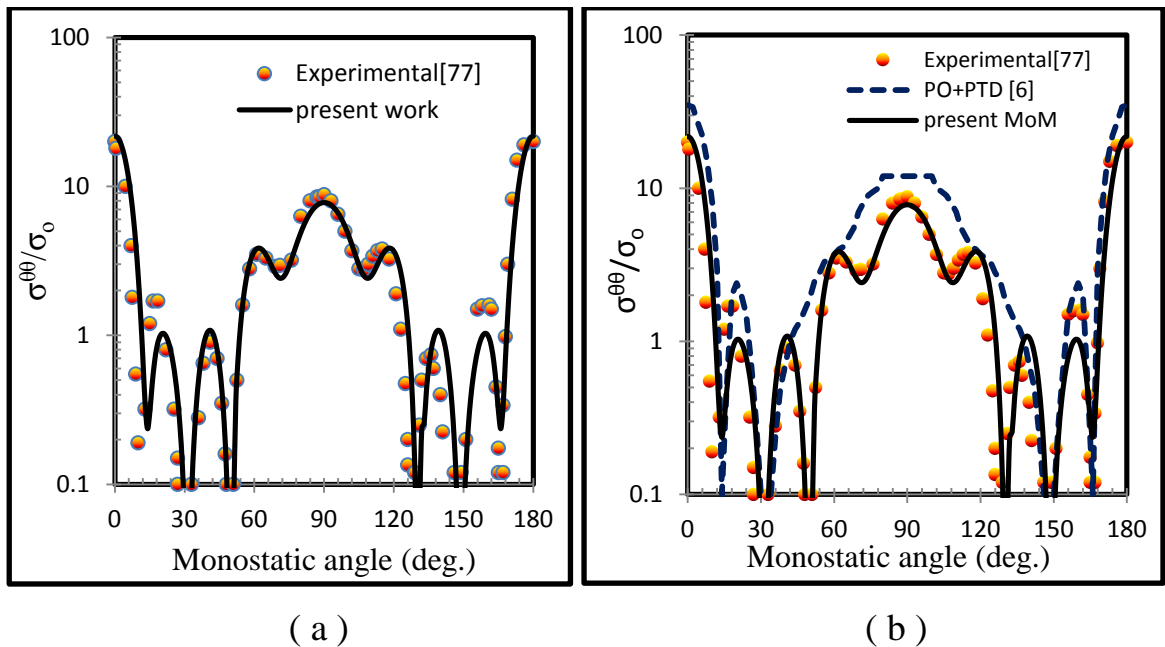 100
10
1
0.1
σθθ/σo
Experimental[77]
present work
0 30 60 90 120 150 180
Monostatic angle (deg.)
( a )
100
10
1
0.1
σθθ/σo
Experimental[77]
PO+PTD [6]
present MoM
0 30 60 90 120 150 180
Monostatic angle (deg.)
( b )